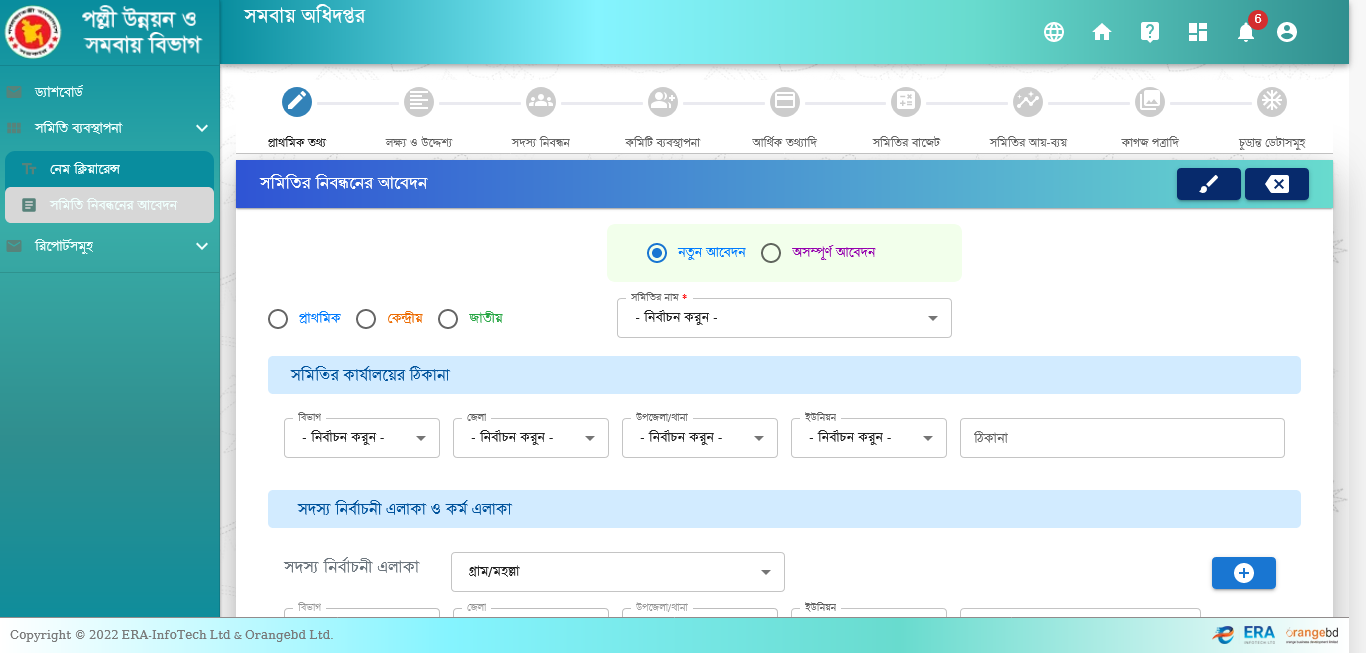 পল্লী উন্নয়ন ও
সমবায় বিভাগ
সমবায় অধিদপ্তর
6
ড্যাশবোর্ড
সমিতি ব্যবস্থাপনা
নেম ক্লিয়ারেন্স
সমিতি নিবন্ধনের আবেদন
রিপোর্টসমূহ
প্রাথমিক তথ্য
লক্ষ্য ও উদ্দেশ্য
সদস্য নিবন্ধন
কমিটি ব্যবস্থাপনা
আর্থিক তথ্যাদি
সমিতির বাজেট
সমিতির আয়-ব্যয়
কাগজ পত্রাদি
চূড়ান্ত ডেটাসমূহ
সমিতির নিবন্ধনের আবেদন
নতুন আবেদন
অসম্পূর্ণ আবেদন
প্রাথমিক
কেন্দ্রীয়
জাতীয়
সমিতির নাম *
- নির্বাচন করুন -
সমিতির কার্যালয়ের ঠিকানা
বিভাগ
জেলা
উপজেলা/থানা
ইউনিয়ন
- নির্বাচন করুন -
- নির্বাচন করুন -
- নির্বাচন করুন -
- নির্বাচন করুন -
ঠিকানা
সদস্য নির্বাচনী এলাকা ও কর্ম এলাকা
সদস্য নির্বাচনী এলাকা
গ্রাম/মহল্লা
বিভাগ
জেলা
উপজেলা/থানা
ইউনিয়ন
Copyright © 2022 ERA-InfoTech Ltd & Orangebd Ltd.
ERA
orangebd